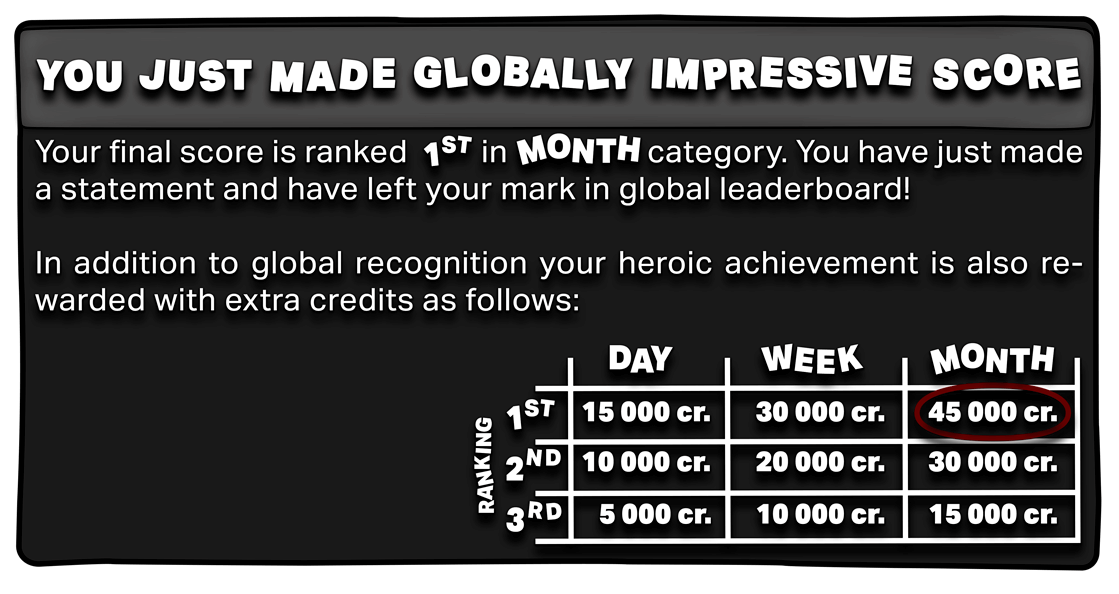 YOU JUST MADE GLOBALLY IMPRESSIVE SCORE
Your final score is ranked 1ST in MONTH category. You have just made
a statement and have left your mark in global leaderboard!
In addition to global recognition your heroic achievement is also re-
warded with extra credits as follows:
DAY WEEK MONTH
RANKING
1ST 15 000 cr. 30 000 cr. 45 000 cr.
2ND 10 000 cr. 20 000 cr. 30 000 cr.
3RD 5 000 cr. 10 000 cr. 15 000 cr.